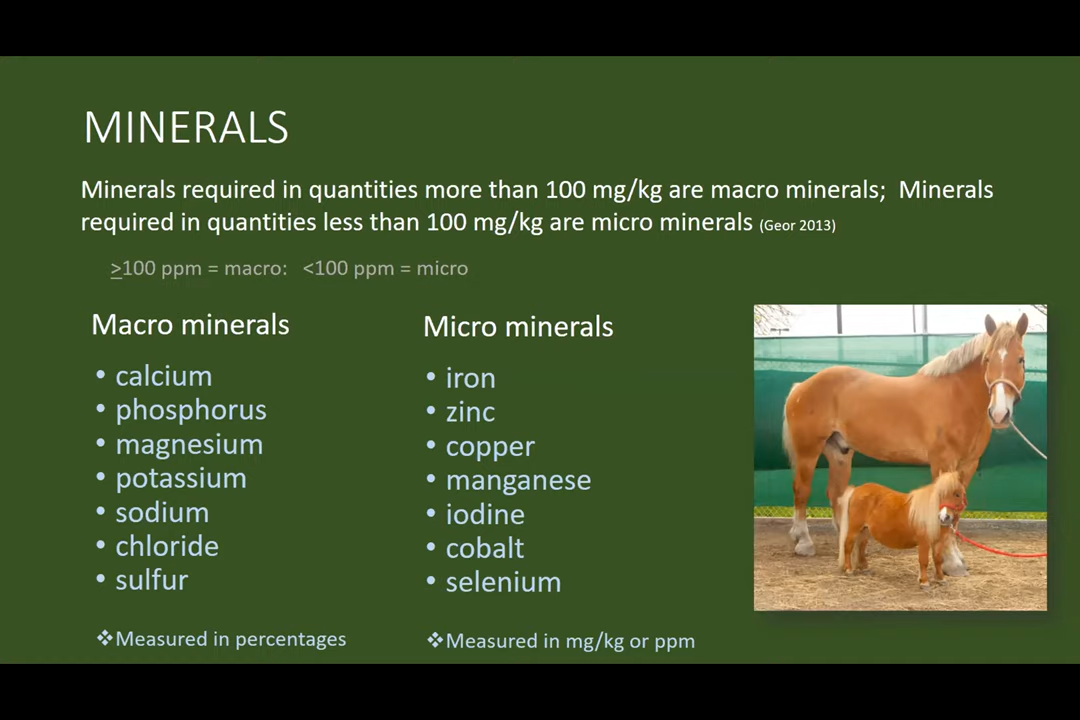 MINERALS
Minerals required in quantities more than 100 mg/kg are macro minerals;  Minerals
required in quantities less than 100 mg/kg are micro minerals (Geor 2013)
>100 ppm = macro:   <100 ppm = micro
Macro minerals
• calcium
• phosphorus
• magnesium
• potassium
• sodium
• chloride
• sulfur
❖Measured in percentages
Micro minerals
• iron
• zinc
• copper
• manganese
• iodine
• cobalt
• selenium
❖Measured in mg/kg or ppm